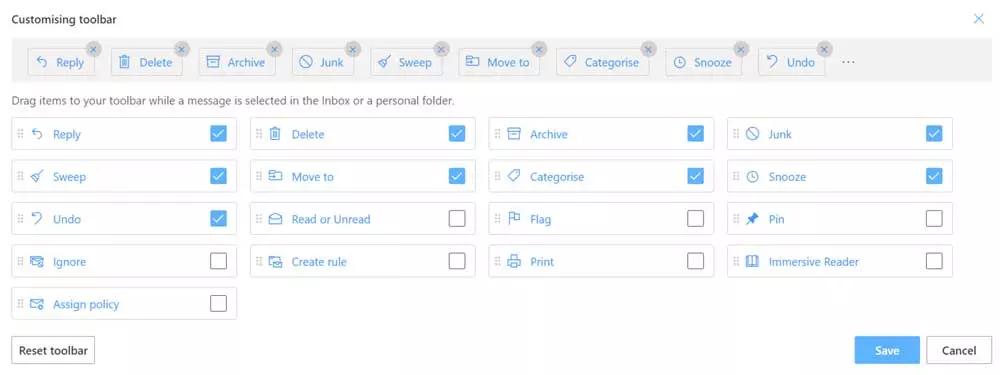 Customising toolbar
Reply Delete Archive Junk Sweep Move to Categorise Snooze Undo ...
Drag items to your toolbar while a message is selected in the Inbox or a personal folder.
Reply Delete Archive Junk
Sweep Move to Categorise Snooze
Undo Read or Unread Flag Pin
Ignore Create rule Print Immersive Reader
Assign policy
Reset toolbar Save Cancel